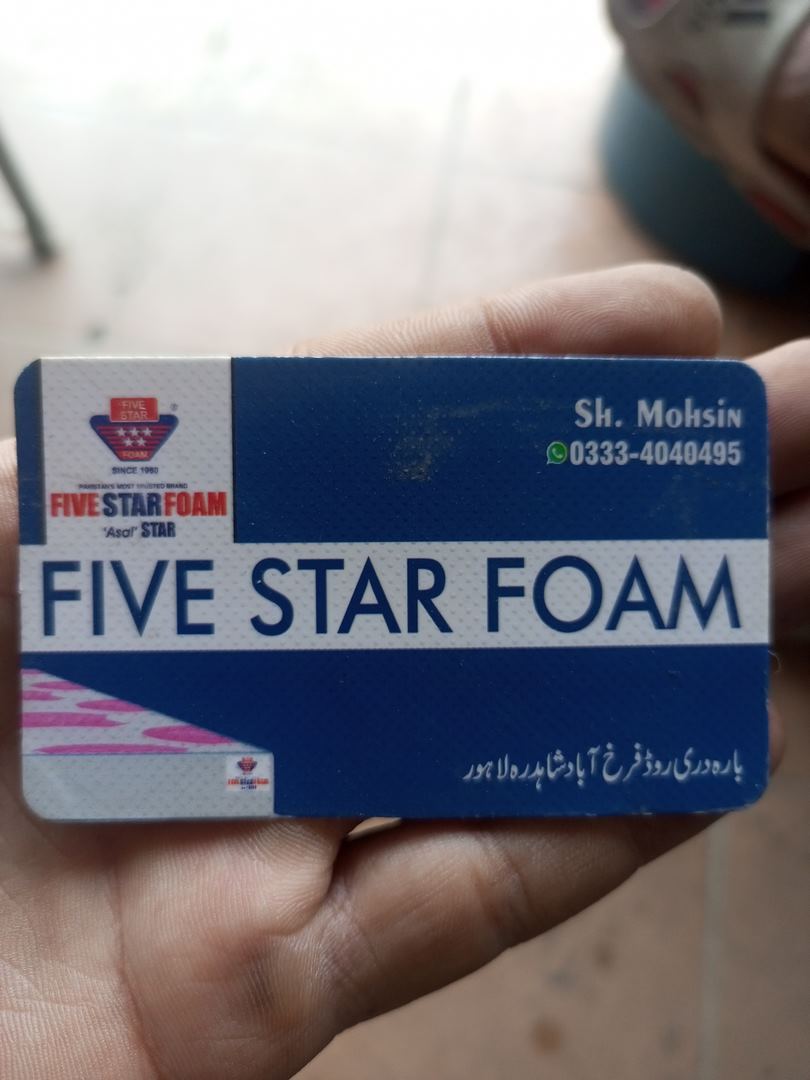 FIVE
STAR
®
FOAM
SINCE 1960
PAKISTAN'S MOST TRUSTED BRAND
FIVE STAR FOAM
'Asal' STAR
Sh. Mohsin
0333-4040495
FIVE STAR FOAM
بارہ دری روڈ فرخ آباد شاہدرہ لاہور